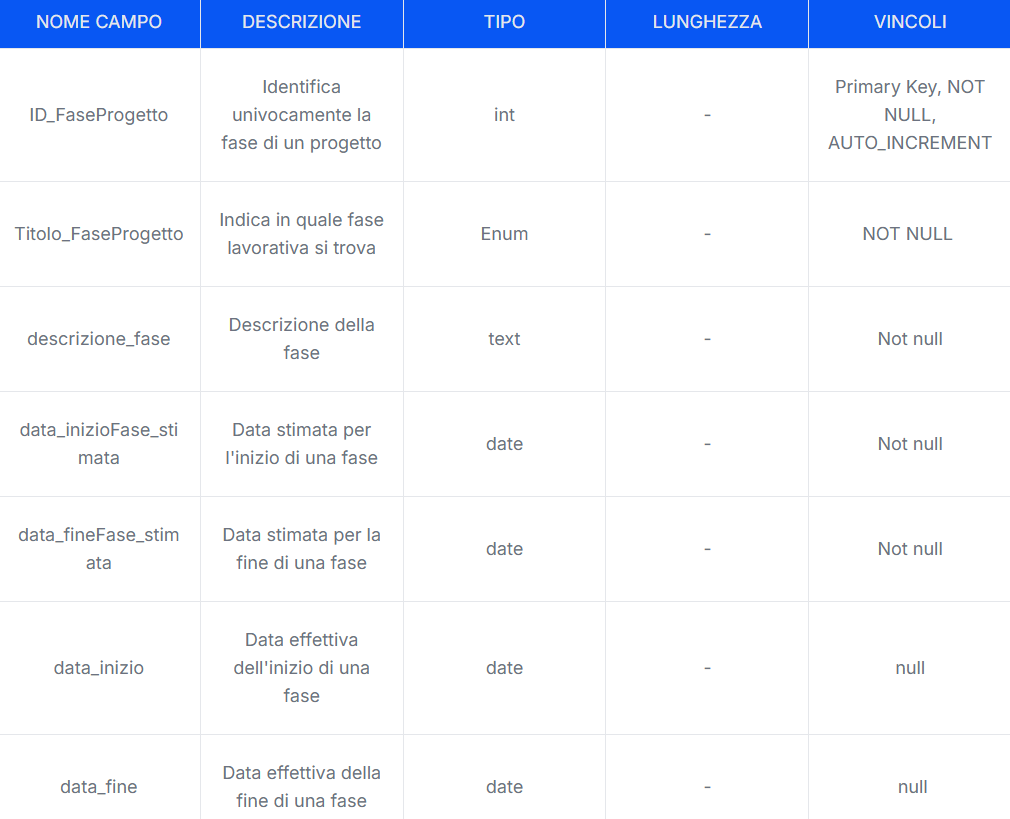 NOME CAMPO DESCRIZIONE TIPO LUNGHEZZA VINCOLI
ID_FaseProgetto
Identifica
univocamente la
fase di un progetto
int
-
Primary Key, NOT
NULL,
AUTO_INCREMENT
Titolo_FaseProgetto
Indica in quale fase
lavorativa si trova
Enum
-
NOT NULL
descrizione_fase
Descrizione della
fase
text
-
Not null
data_inizioFase_sti
mata
Data stimata per
l'inizio di una fase
date
-
Not null
data_fineFase_stim
ata
Data stimata per la
fine di una fase
date
-
Not null
data_inizio
Data effettiva
dell'inizio di una
fase
date
-
null
data_fine
Data effettiva della
fine di una fase
date
-
null